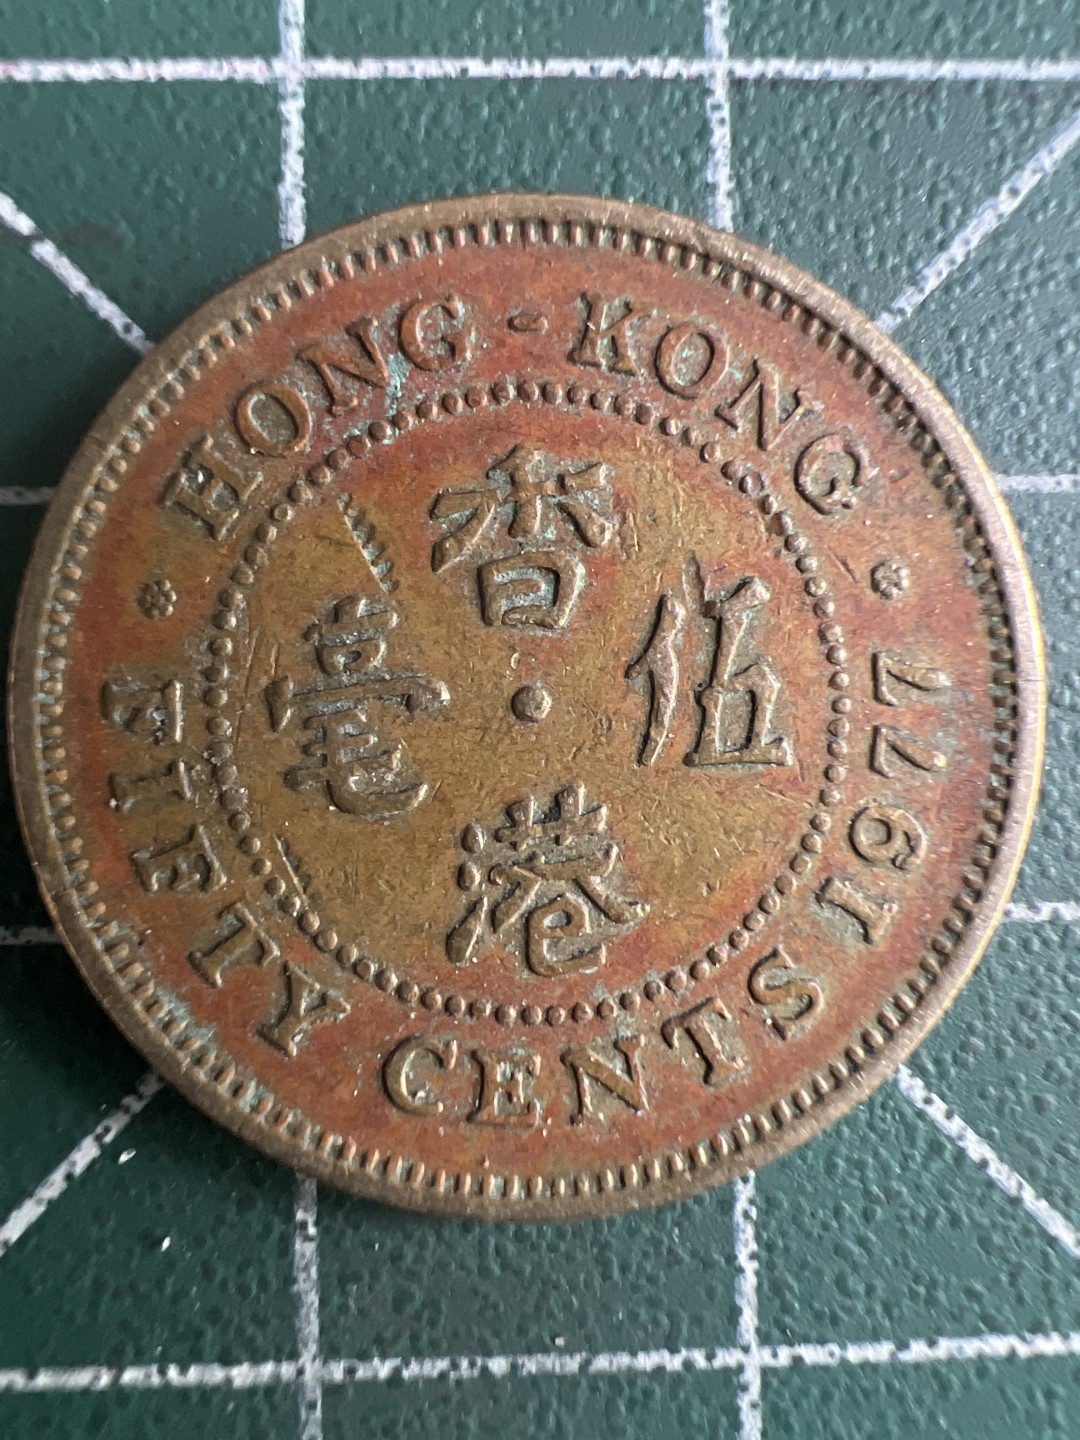 HONG-KONG
香港
伍毫
FIFTY CENTS
1977